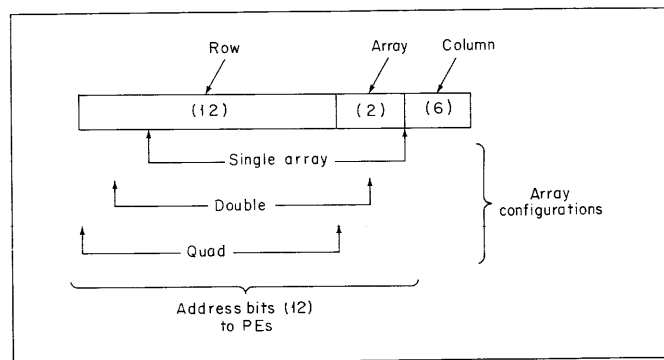 Row
Array
Column
(12)
(2)
(6)
Single array
Double
Quad
Array
configurations
Address bits (12)
to PEs